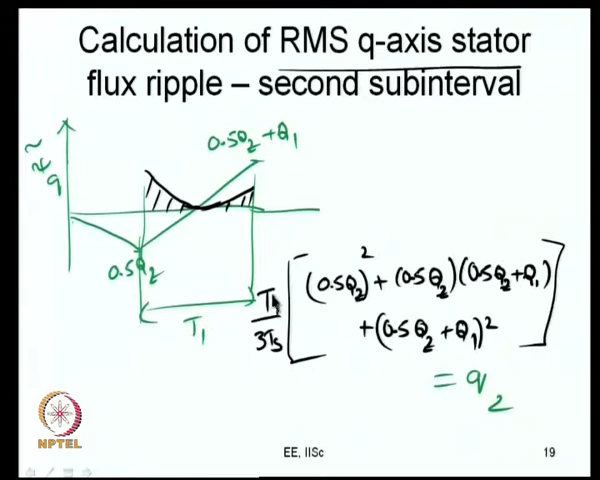 Calculation of RMS q-axis stator
flux ripple – second subinterval
0.5Q₂+Q₁
ψ̃q
0.5Q₂
T₁
T₁/3Ts [(0.5Q₂)² + (0.5Q₂)(0.5Q₂+Q₁)
+(0.5Q₂+Q₁)²]
= q₂
NPTEL
EE, IISc
19